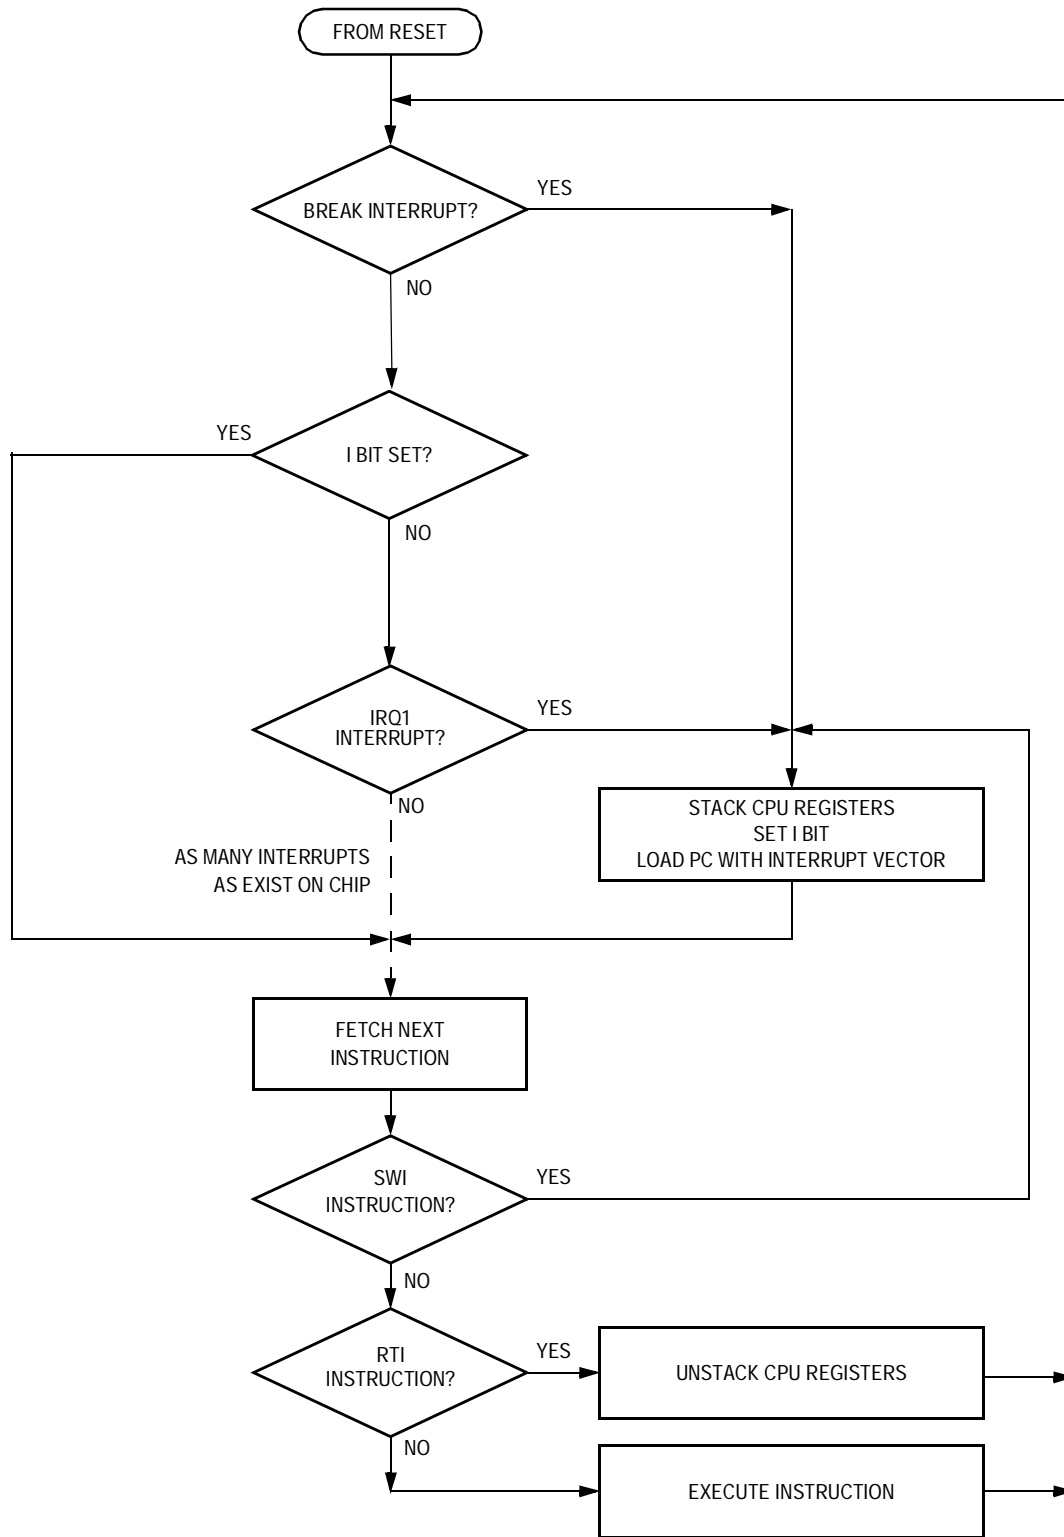 FROM RESET
BREAK INTERRUPT?
YES
NO
I BIT SET?
YES
NO
IRQ1
INTERRUPT?
YES
NO
AS MANY INTERRUPTS
AS EXIST ON CHIP
STACK CPU REGISTERS
SET I BIT
LOAD PC WITH INTERRUPT VECTOR
FETCH NEXT
INSTRUCTION
SWI
INSTRUCTION?
YES
NO
RTI
INSTRUCTION?
YES
UNSTACK CPU REGISTERS
NO
EXECUTE INSTRUCTION